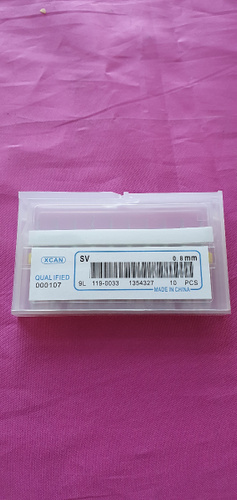 XCAN
SV 0.8mm
QUALIFIED
000107
9L 119-0033 1354327 10 PCS
MADE IN CHINA